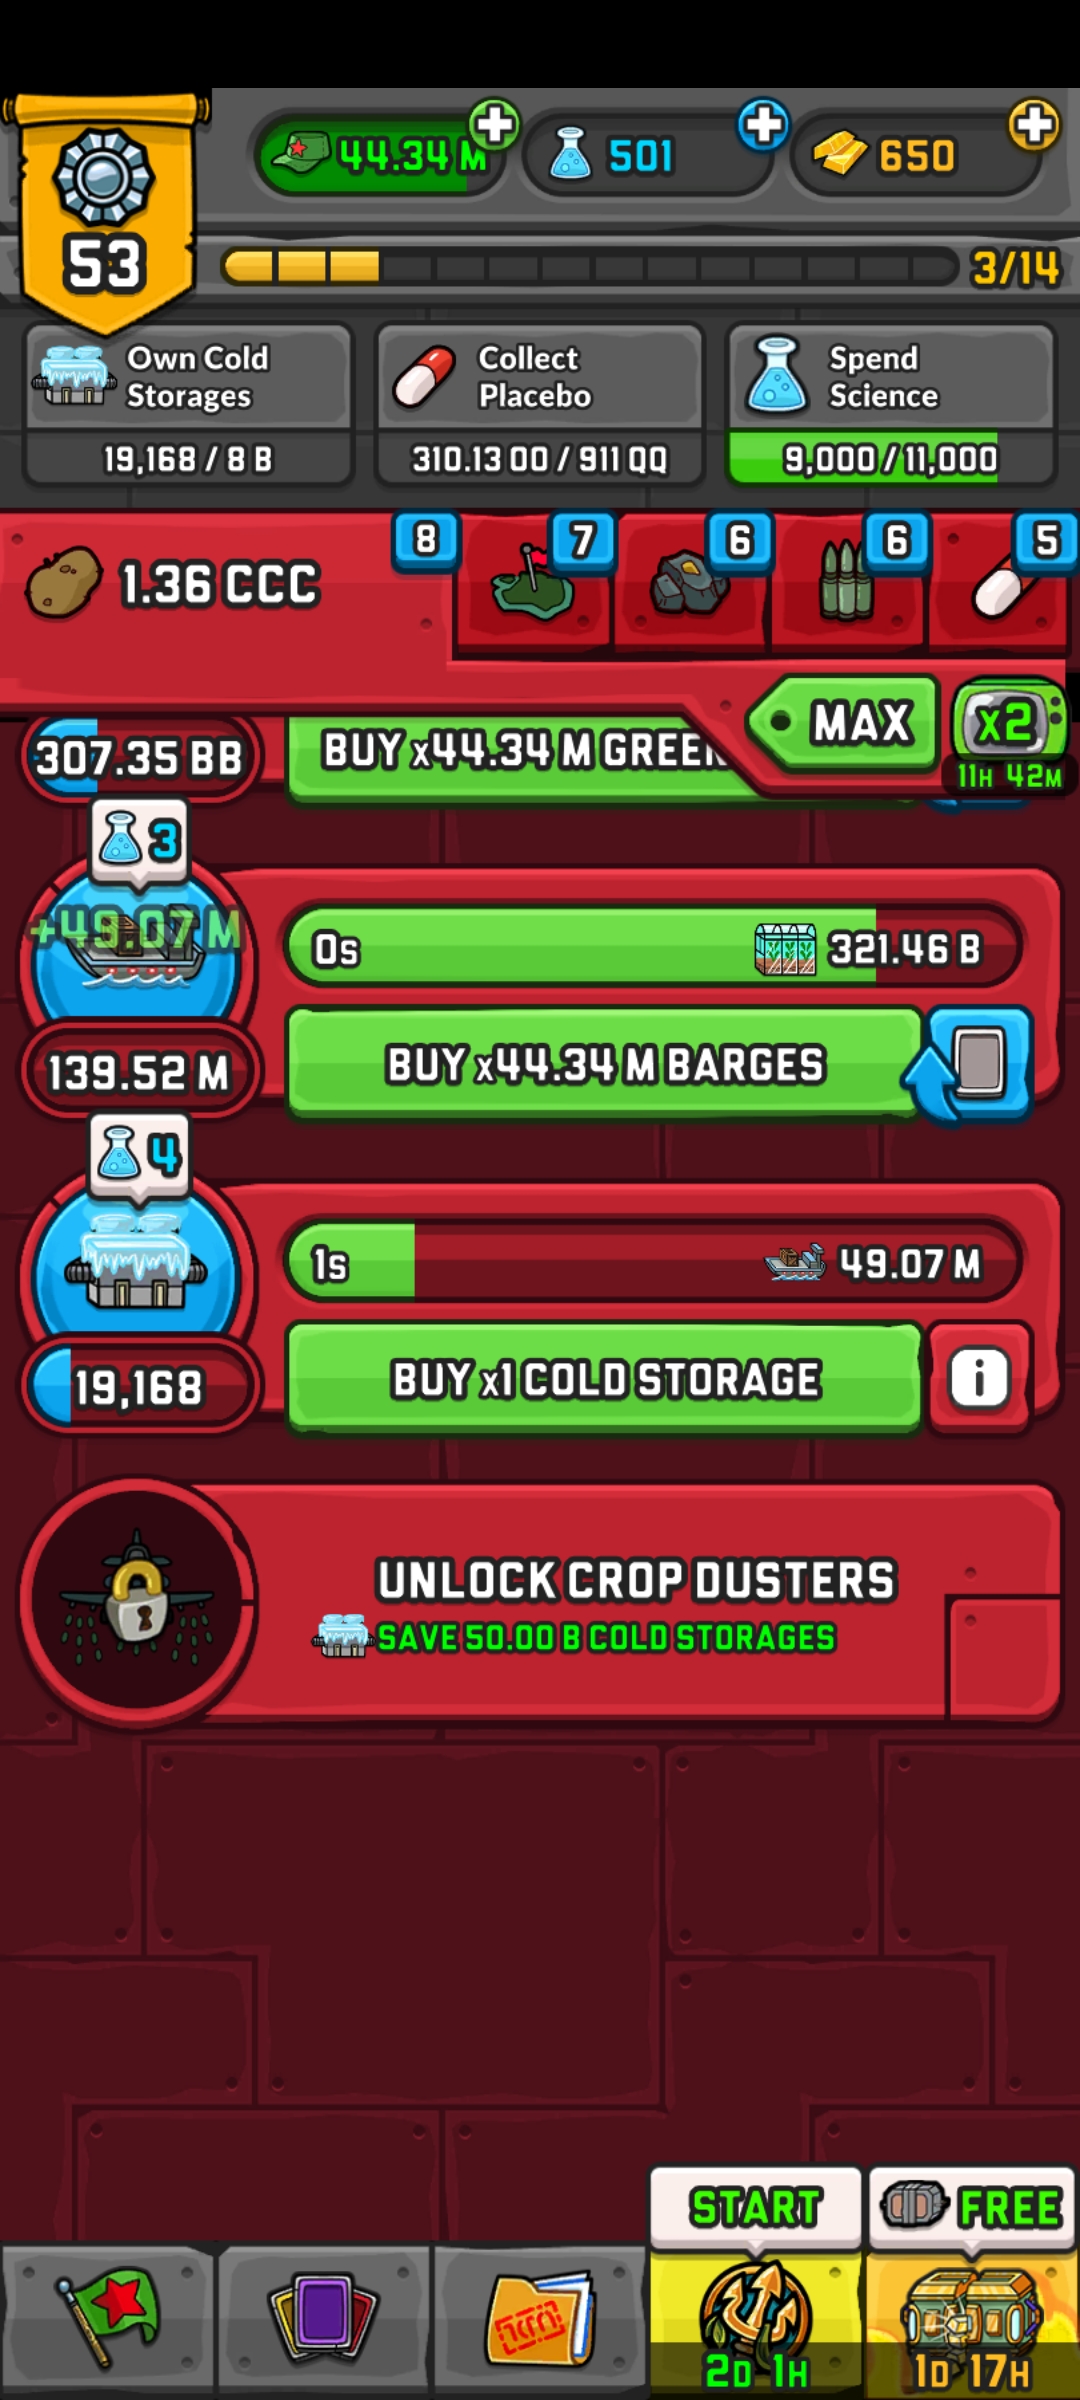 44.34 M
501
650
53
3/14
Own Cold
Storages
19,168 / 8 B
Collect
Placebo
310.13 OO / 911 QQ
Spend
Science
9,000 / 11,000
1.36 CCC
8
7
6
6
5
MAX
x2
11H 42M
307.35 BB
BUY x44.34 M GREEN
3
+49.07 M
0s
321.46 B
139.52 M
BUY x44.34 M BARGES
4
1s
49.07 M
19,168
BUY x1 COLD STORAGE
i
UNLOCK CROP DUSTERS
SAVE 50.00 B COLD STORAGES
START
FREE
2D 1H
1D 17H